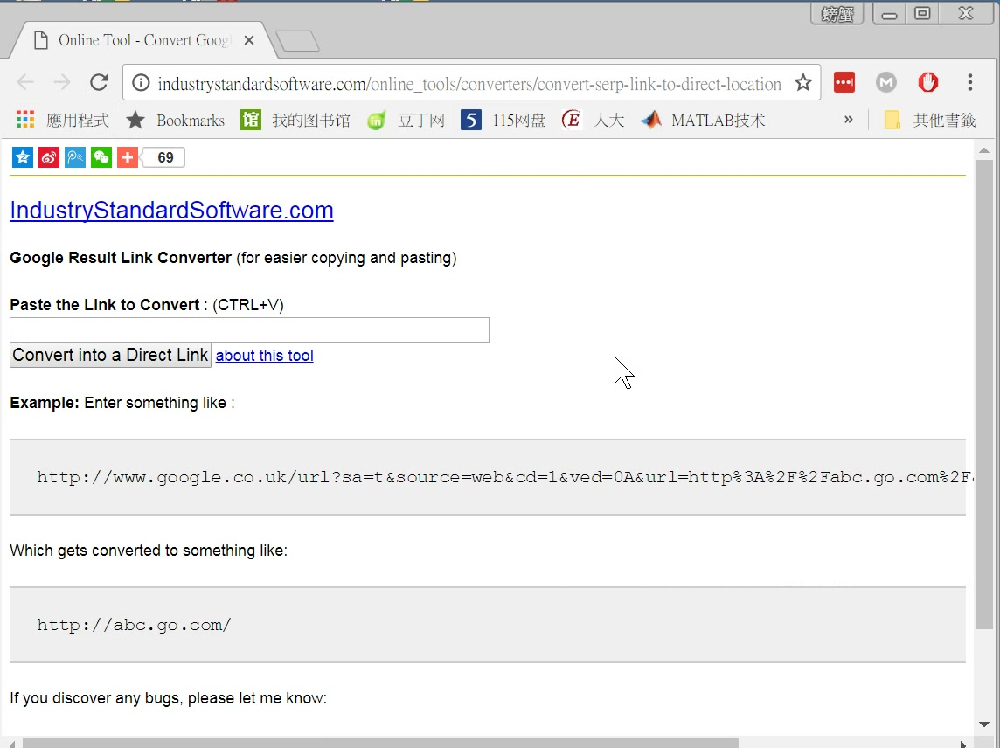 螃蟹
Online Tool - Convert Goog
industrystandardsoftware.com/online_tools/converters/convert-serp-link-to-direct-location
應用程式 Bookmarks 馆 我的图书馆 豆丁网 5 115网盘 E 人大 MATLAB技术 » 其他書籤
69
IndustryStandardSoftware.com
Google Result Link Converter (for easier copying and pasting)
Paste the Link to Convert : (CTRL+V)
Convert into a Direct Link about this tool
Example: Enter something like :
http://www.google.co.uk/url?sa=t&source=web&cd=1&ved=0A&url=http%3A%2F%2Fabc.go.com%2F
Which gets converted to something like:
http://abc.go.com/
If you discover any bugs, please let me know: